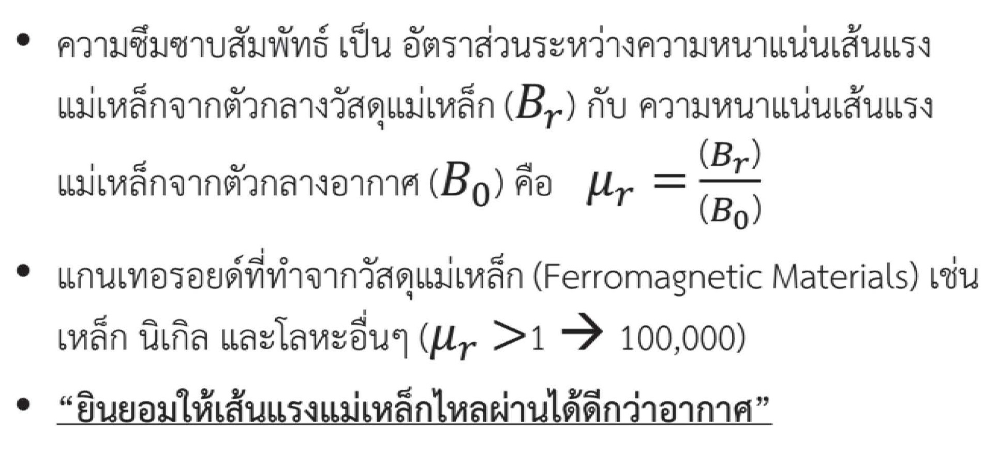 • ความซึมซาบสัมพัทธ์ เป็น อัตราส่วนระหว่างความหนาแน่นเส้นแรง
แม่เหล็กจากตัวกลางวัสดุแม่เหล็ก (B_r) กับ ความหนาแน่นเส้นแรง
แม่เหล็กจากตัวกลางอากาศ (B_0) คือ μ_r = (B_r)/(B_0)
• แกนเทอรอยด์ที่ทำจากวัสดุแม่เหล็ก (Ferromagnetic Materials) เช่น
เหล็ก นิเกิล และโลหะอื่นๆ (μ_r >1 → 100,000)
• “ยินยอมให้เส้นแรงแม่เหล็กไหลผ่านได้ดีกว่าอากาศ”